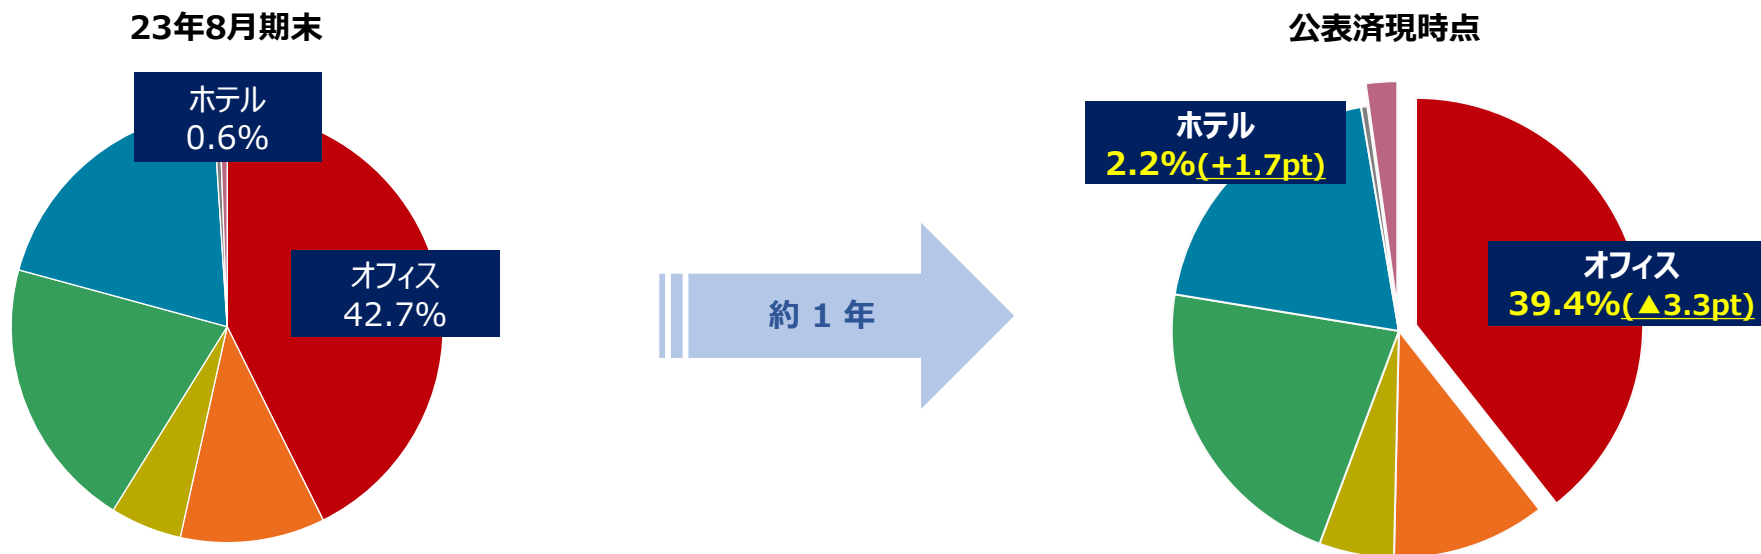 23年8月期末
ホテル
0.6%
オフィス
42.7%
約 1 年
公表済現時点
ホテル
2.2%(+1.7pt)
オフィス
39.4%(▲3.3pt)